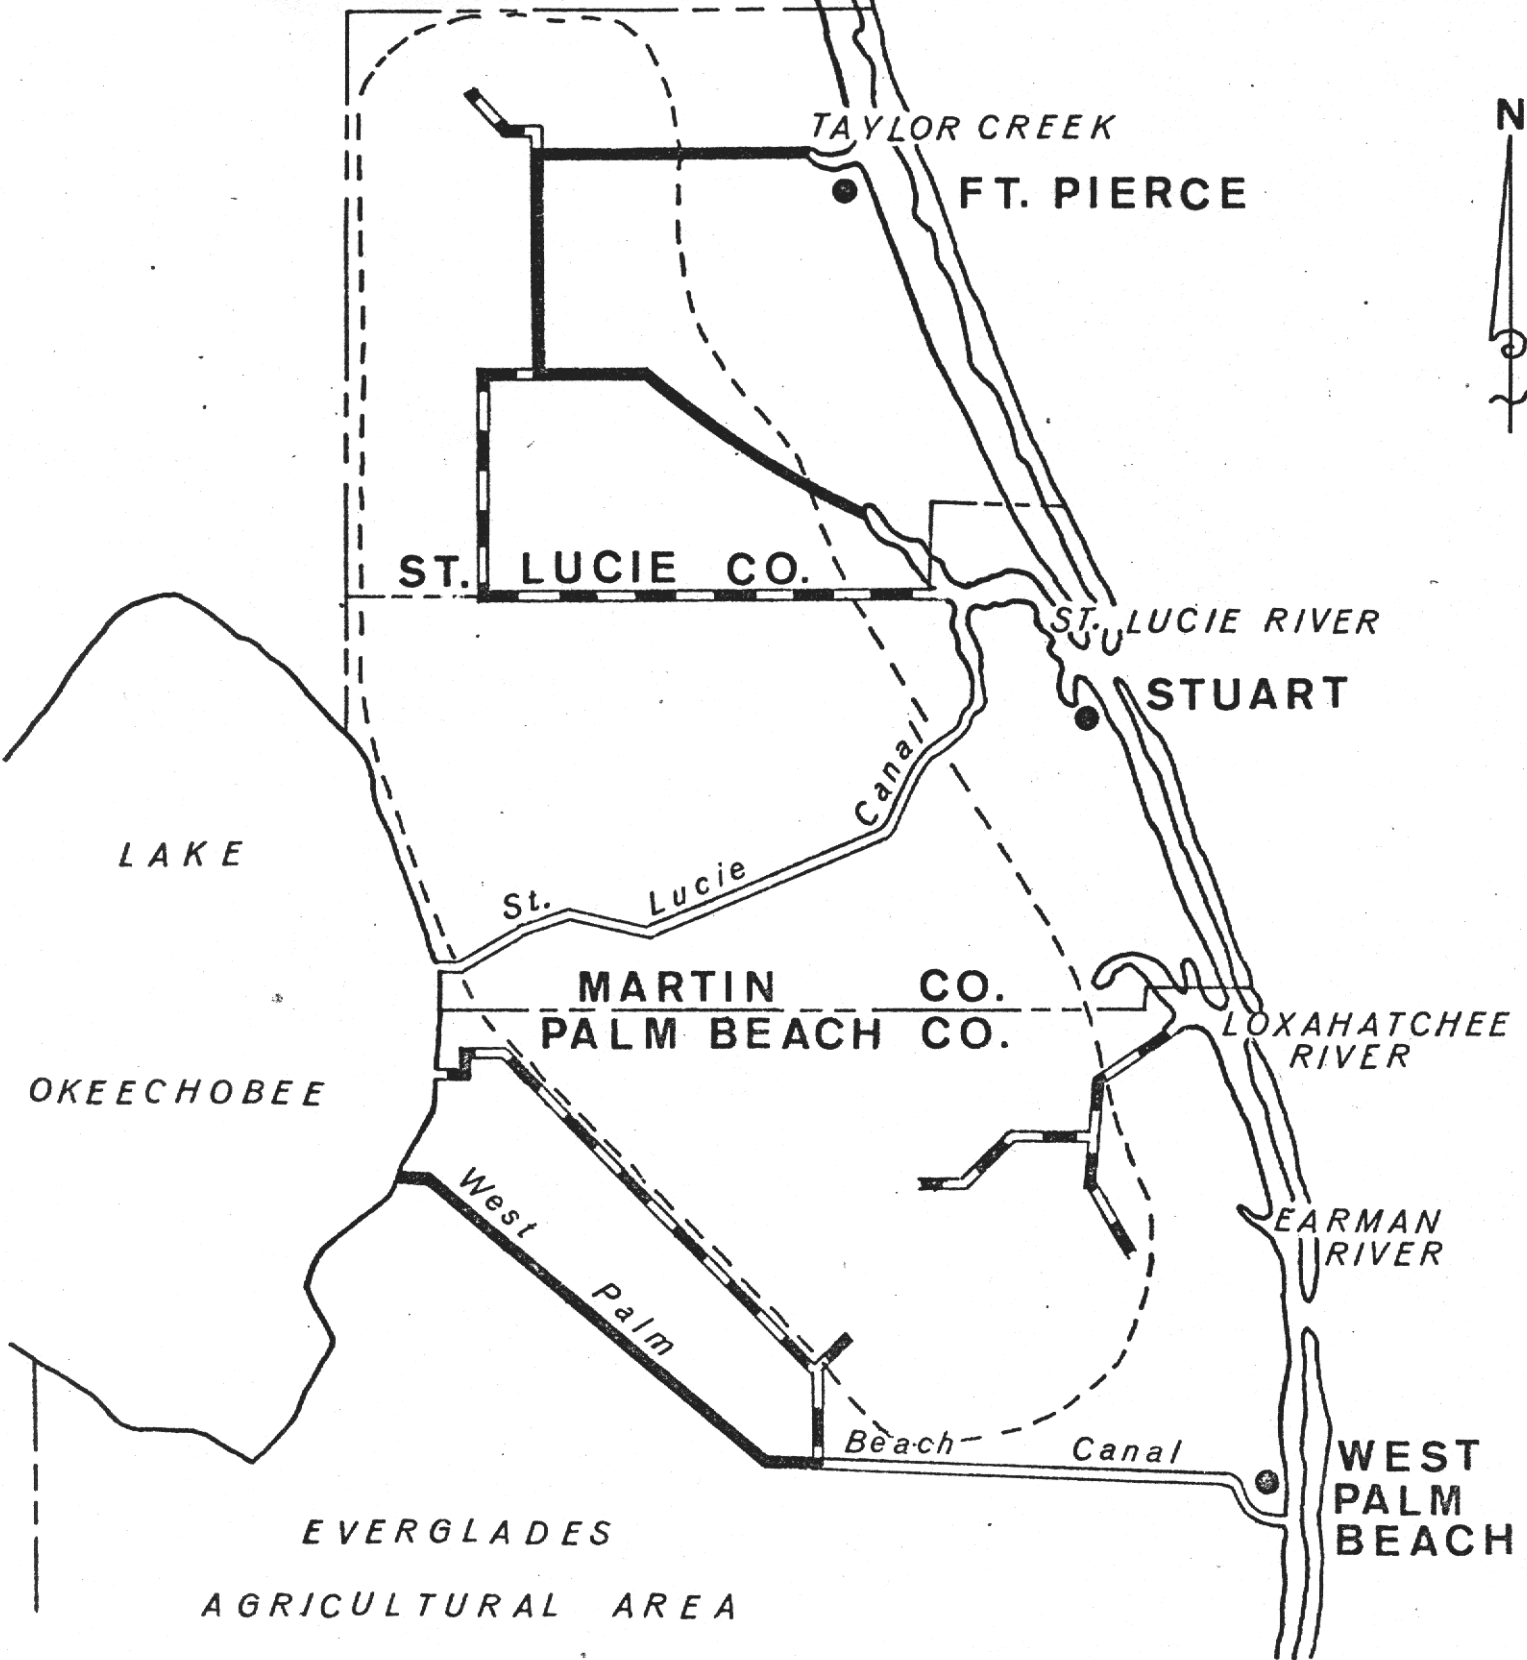 N
TAYLOR CREEK
FT. PIERCE
ST. LUCIE CO.
ST. LUCIE RIVER
STUART
LAKE
OKEECHOBEE
St. Lucie Canal
MARTIN CO.
PALM BEACH CO.
LOXAHATCHEE
RIVER
EARMAN
RIVER
West Palm Beach Canal
WEST
PALM
BEACH
EVERGLADES
AGRICULTURAL AREA